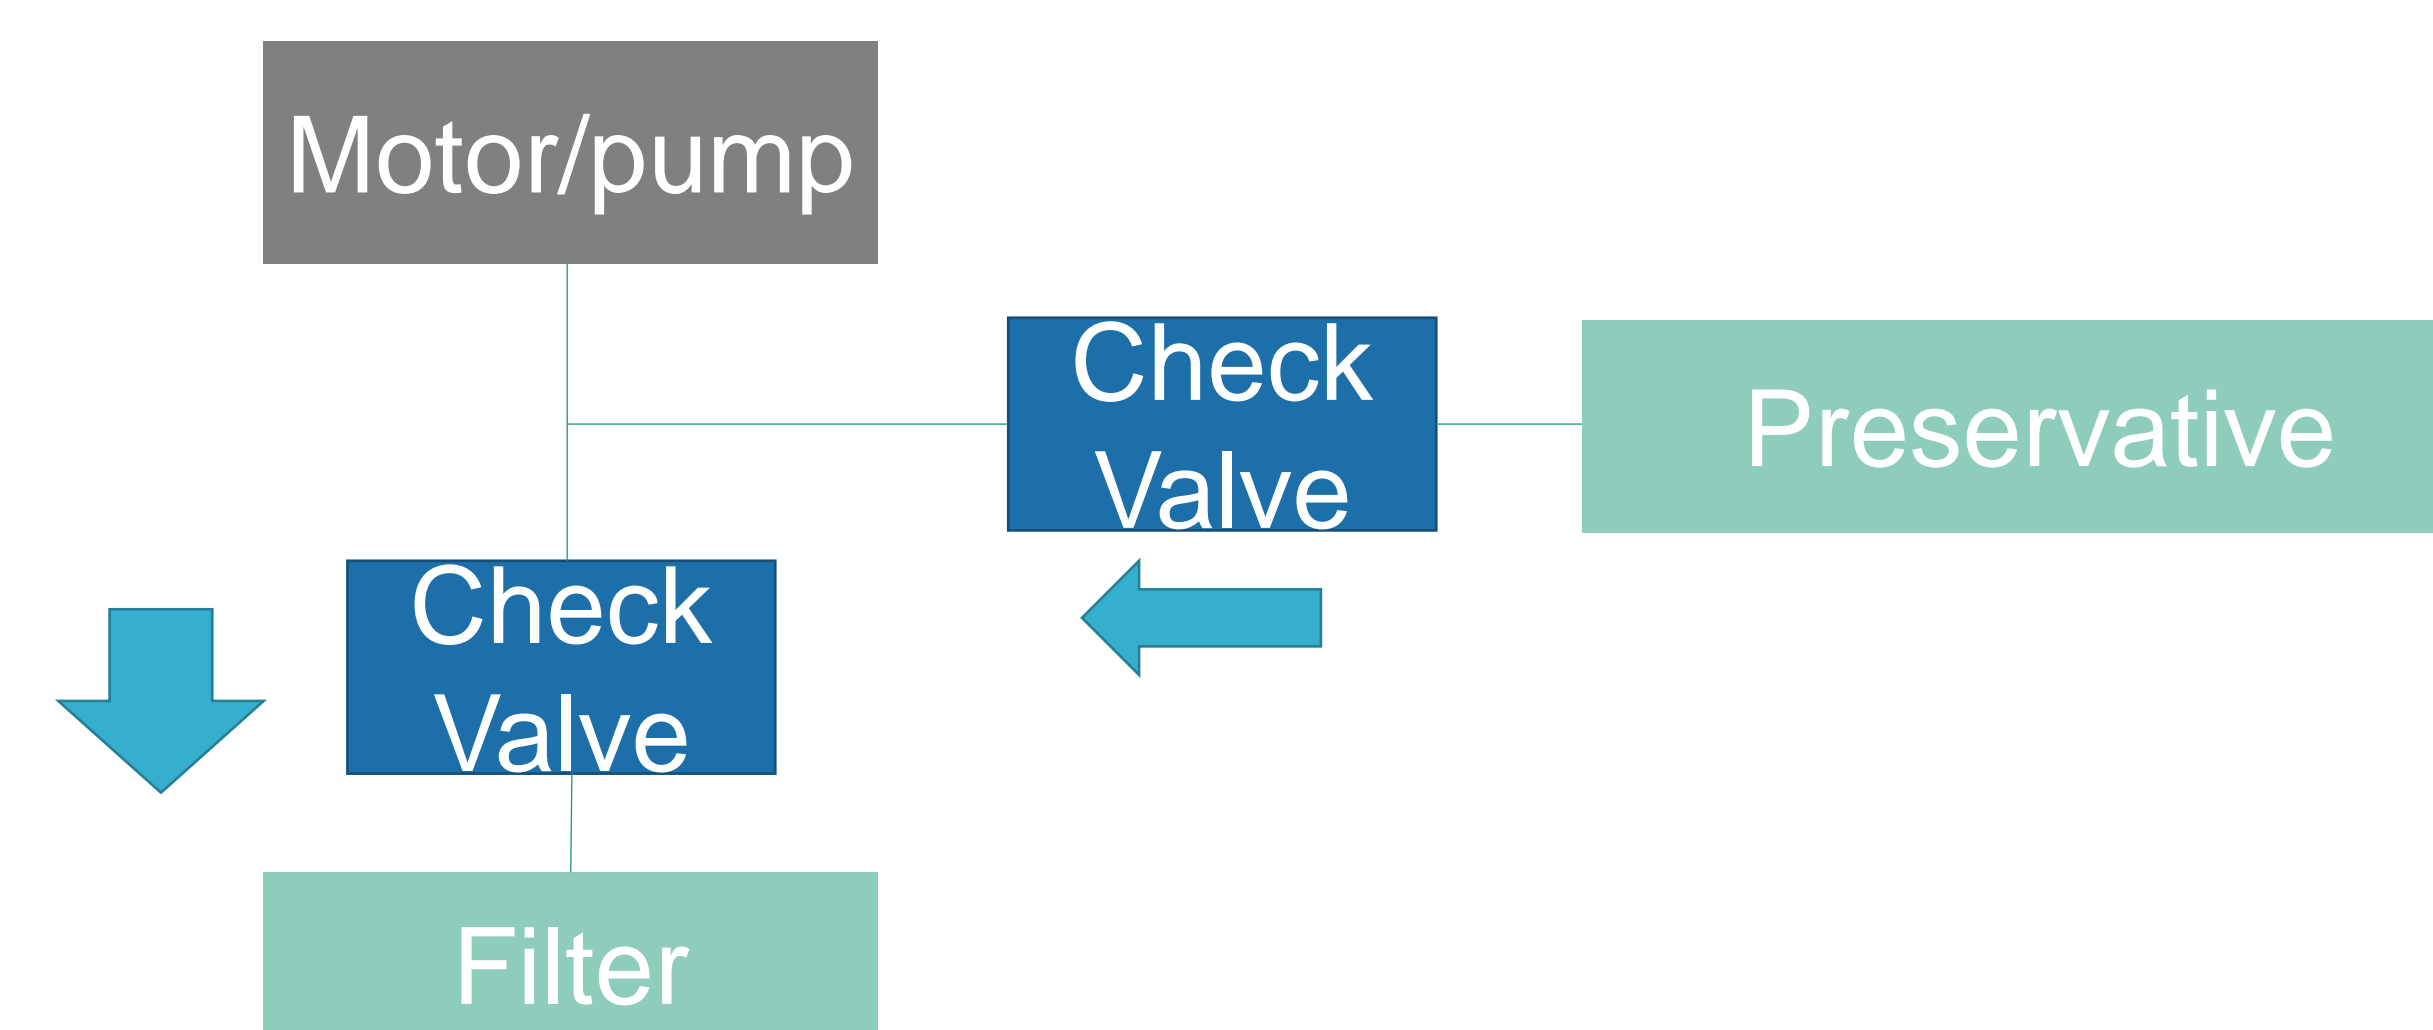 Motor/pump
Check
Valve
Preservative
Check
Valve
Filter